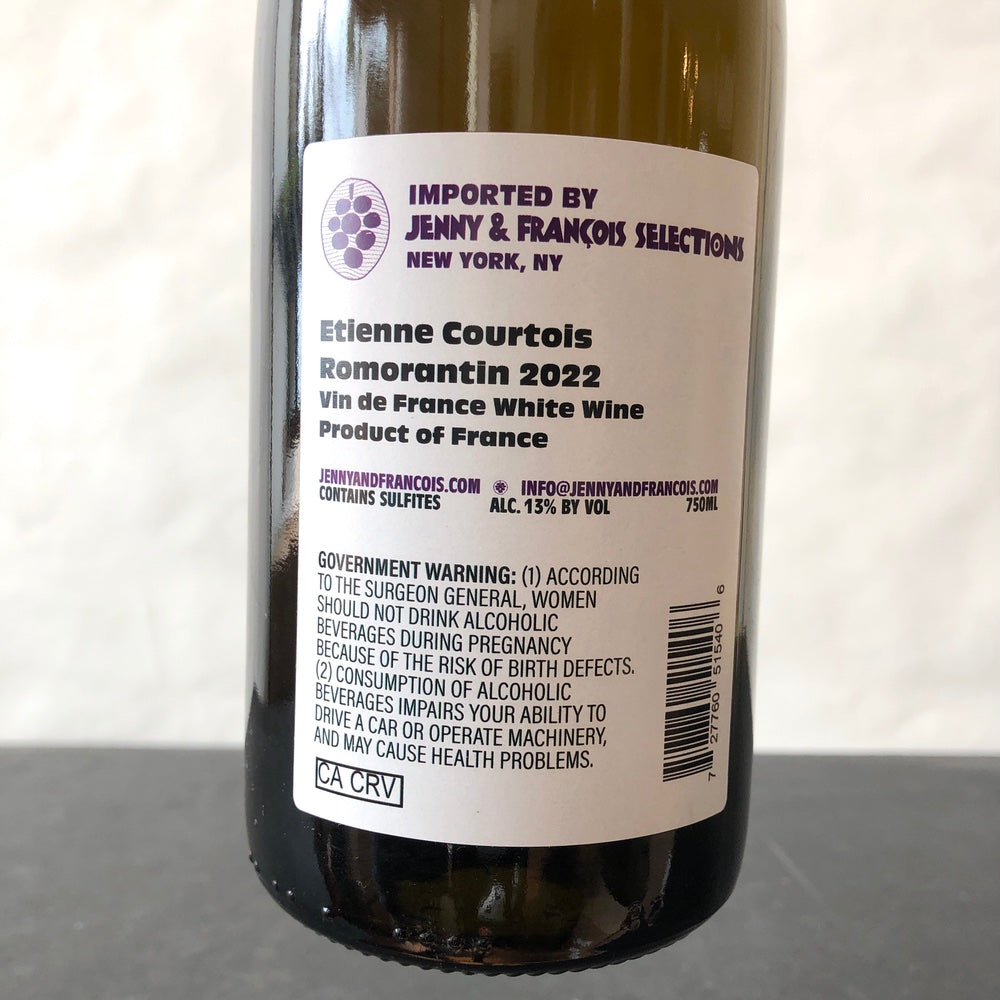 IMPORTED BY
JENNY & FRANÇOIS SELECTIONS
NEW YORK, NY
Etienne Courtois
Romorantin 2022
Vin de France White Wine
Product of France
JENNYANDFRANCOIS.COM INFO@JENNYANDFRANCOIS.COM
CONTAINS SULFITES ALC. 13% BY VOL 750ML
GOVERNMENT WARNING: (1) ACCORDING
TO THE SURGEON GENERAL, WOMEN
SHOULD NOT DRINK ALCOHOLIC
BEVERAGES DURING PREGNANCY
BECAUSE OF THE RISK OF BIRTH DEFECTS.
(2) CONSUMPTION OF ALCOHOLIC
BEVERAGES IMPAIRS YOUR ABILITY TO
DRIVE A CAR OR OPERATE MACHINERY,
AND MAY CAUSE HEALTH PROBLEMS.
CA CRV
7 27760 51540 6